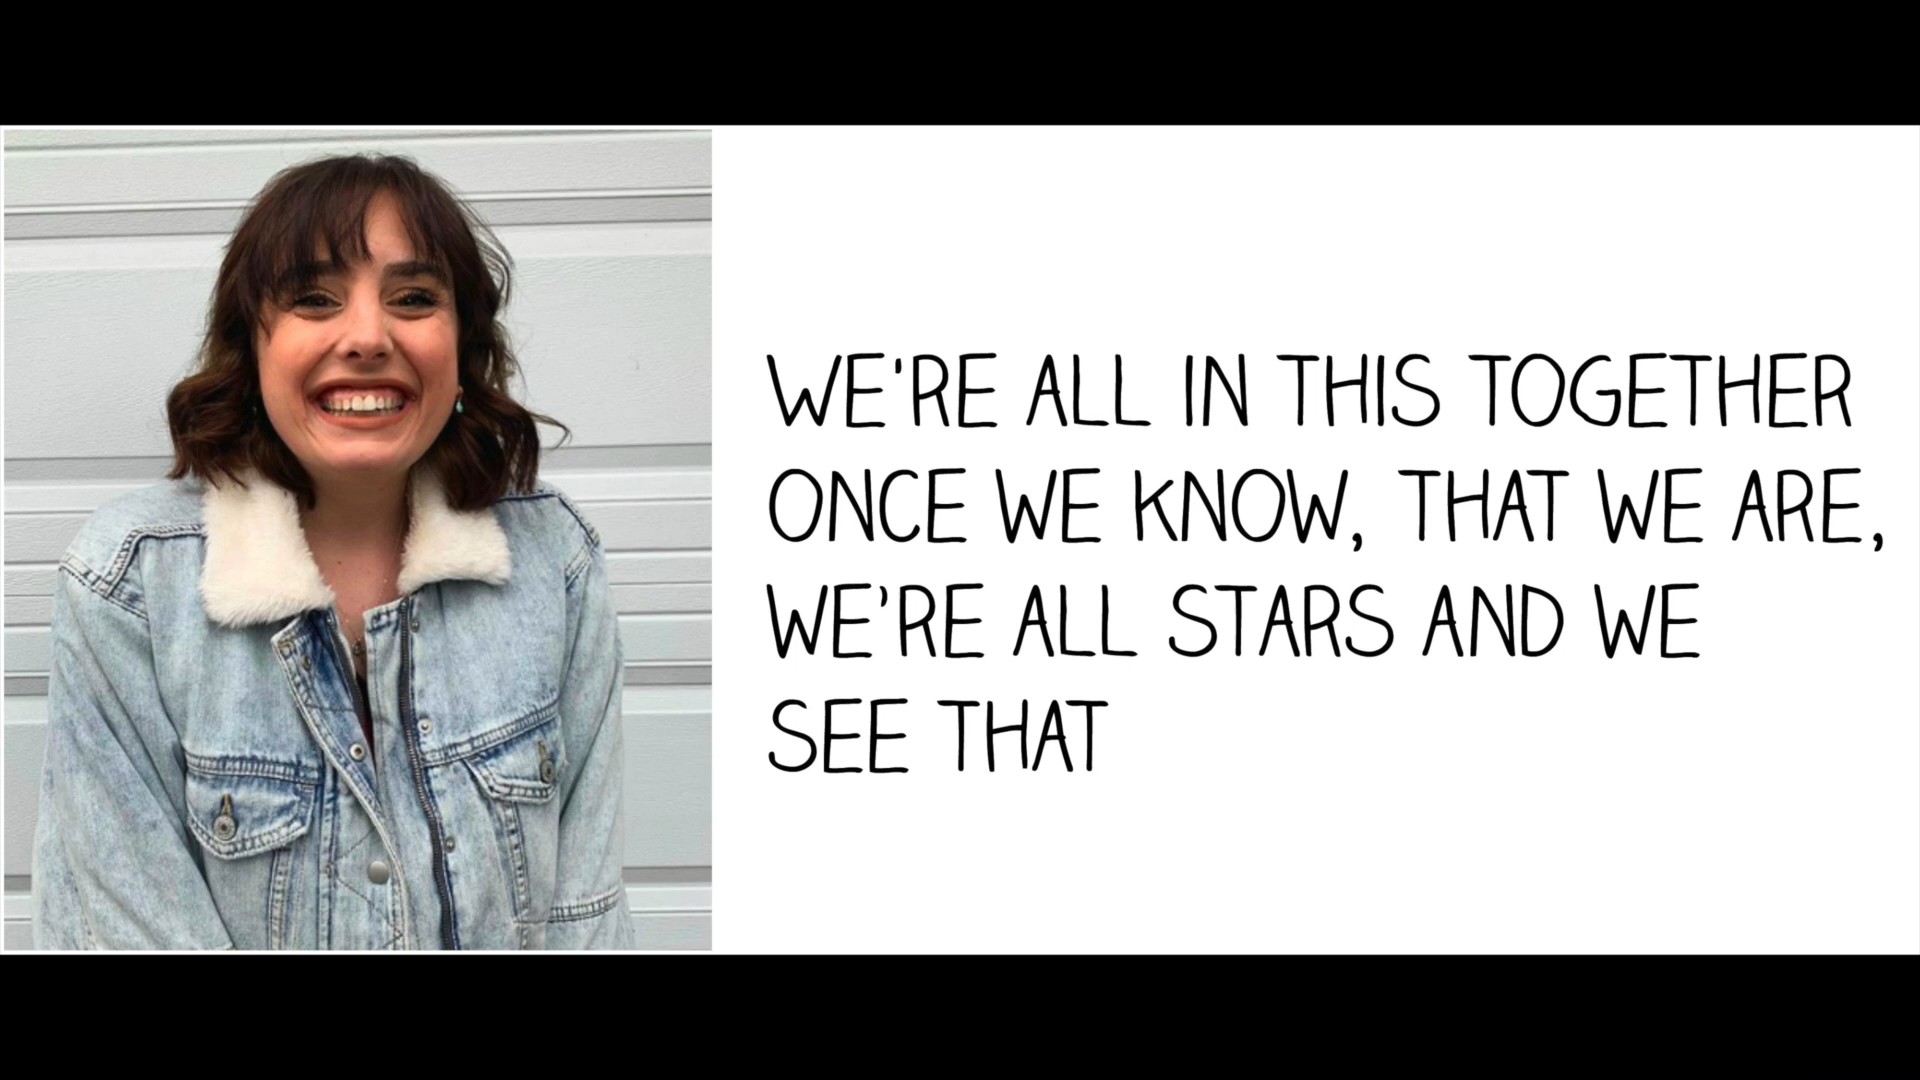 WE'RE ALL IN THIS TOGETHER
ONCE WE KNOW, THAT WE ARE,
WE'RE ALL STARS AND WE
SEE THAT